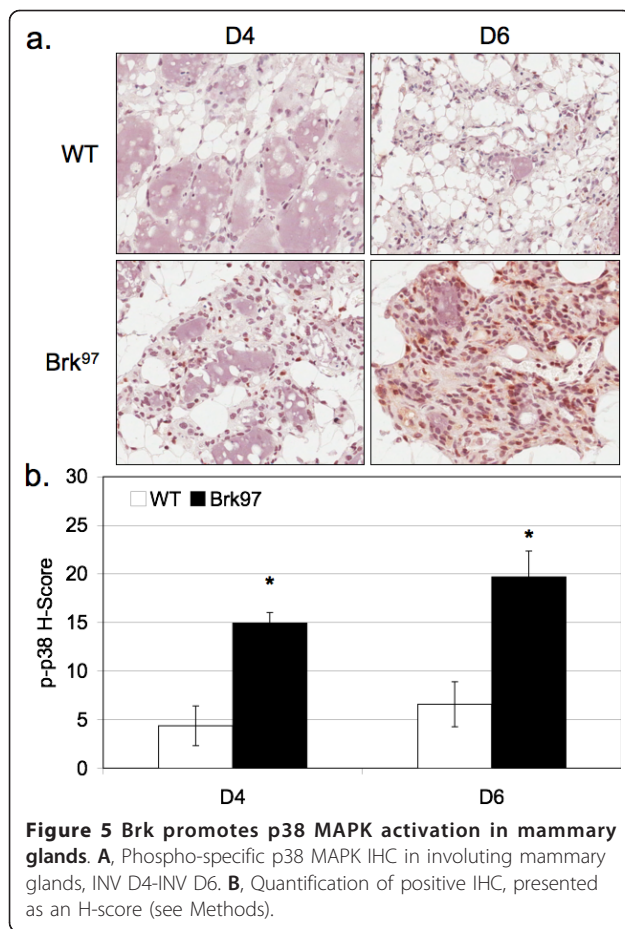 a.
D4 D6
WT
Brk97
b.
30
25
20
15
10
5
0
p-p38 H-Score
WT Brk97
*
*
D4 D6
Figure 5 Brk promotes p38 MAPK activation in mammary
glands. A, Phospho-specific p38 MAPK IHC in involuting mammary
glands, INV D4-INV D6. B, Quantification of positive IHC, presented
as an H-score (see Methods).